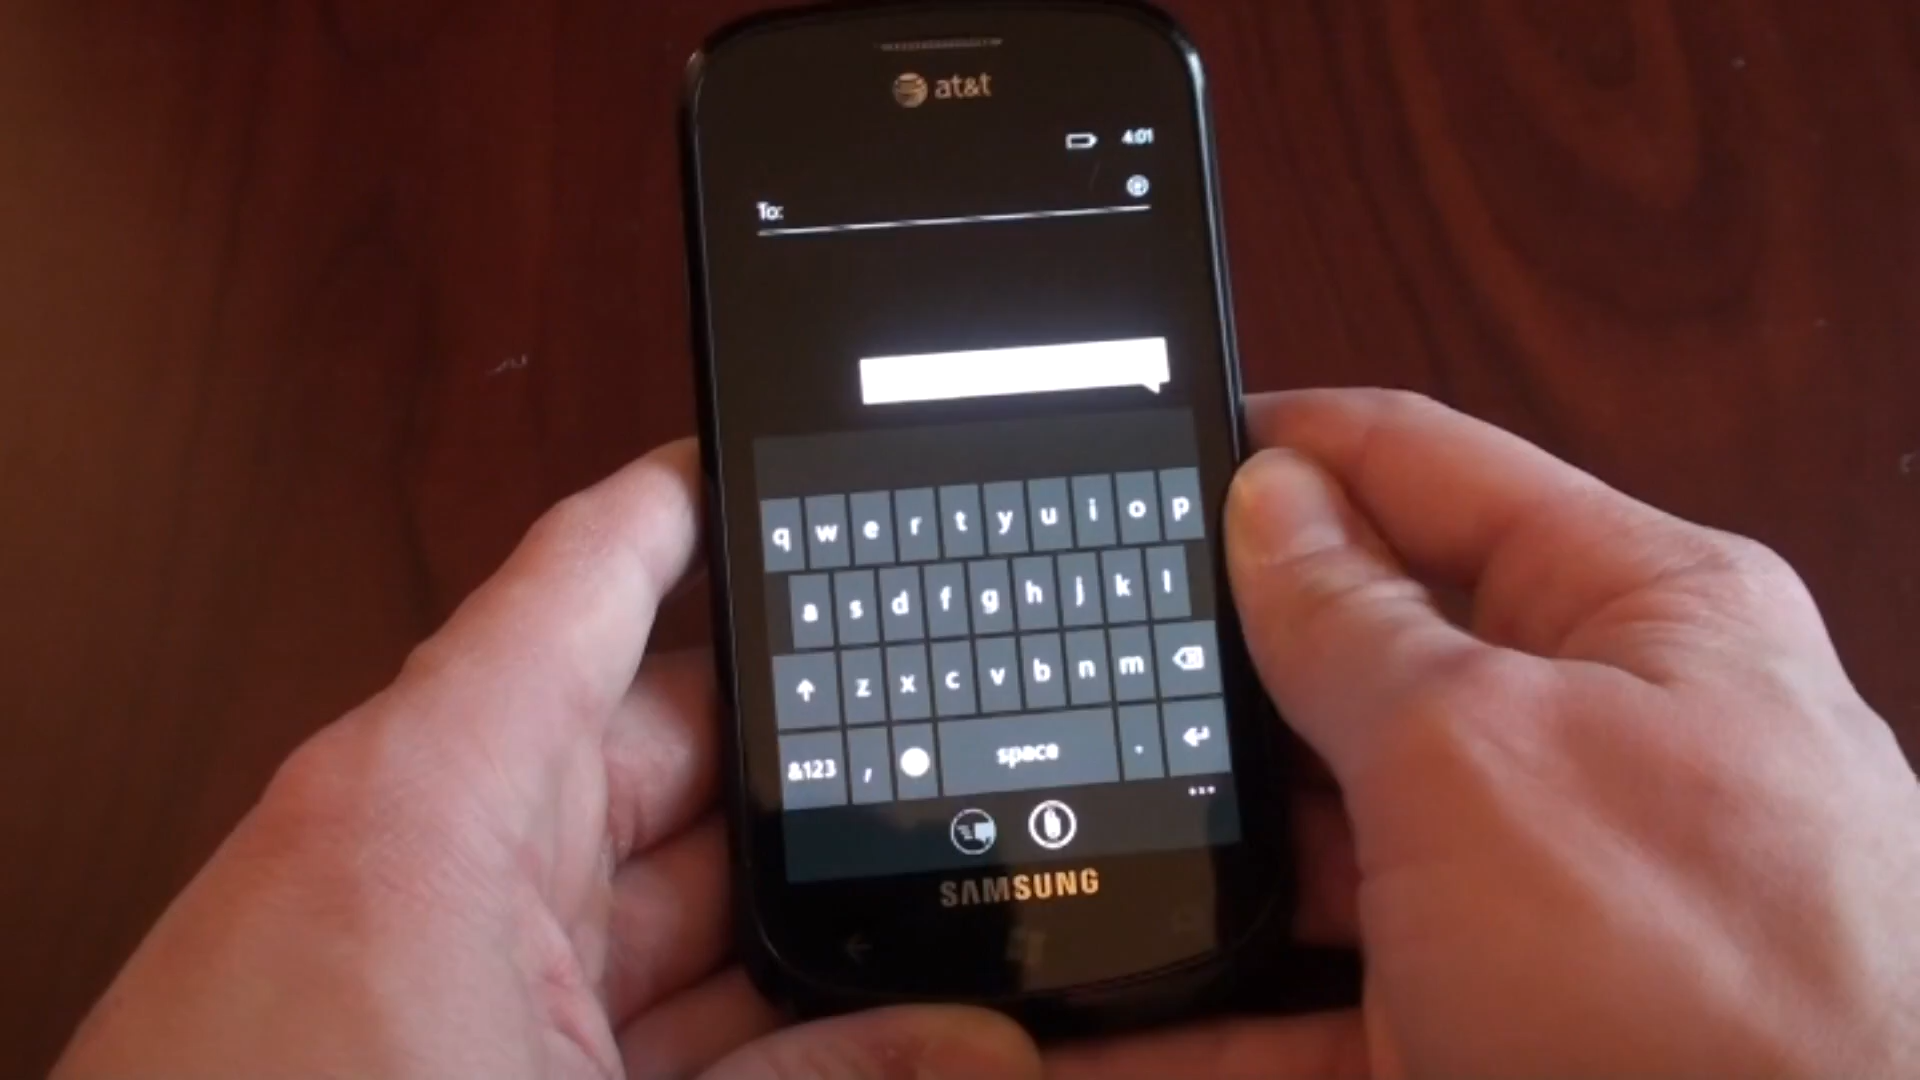 at&t
4:01
To:
q w e r t y u i o p
a s d f g h j k l
z x c v b n m
&123 , space .
SAMSUNG